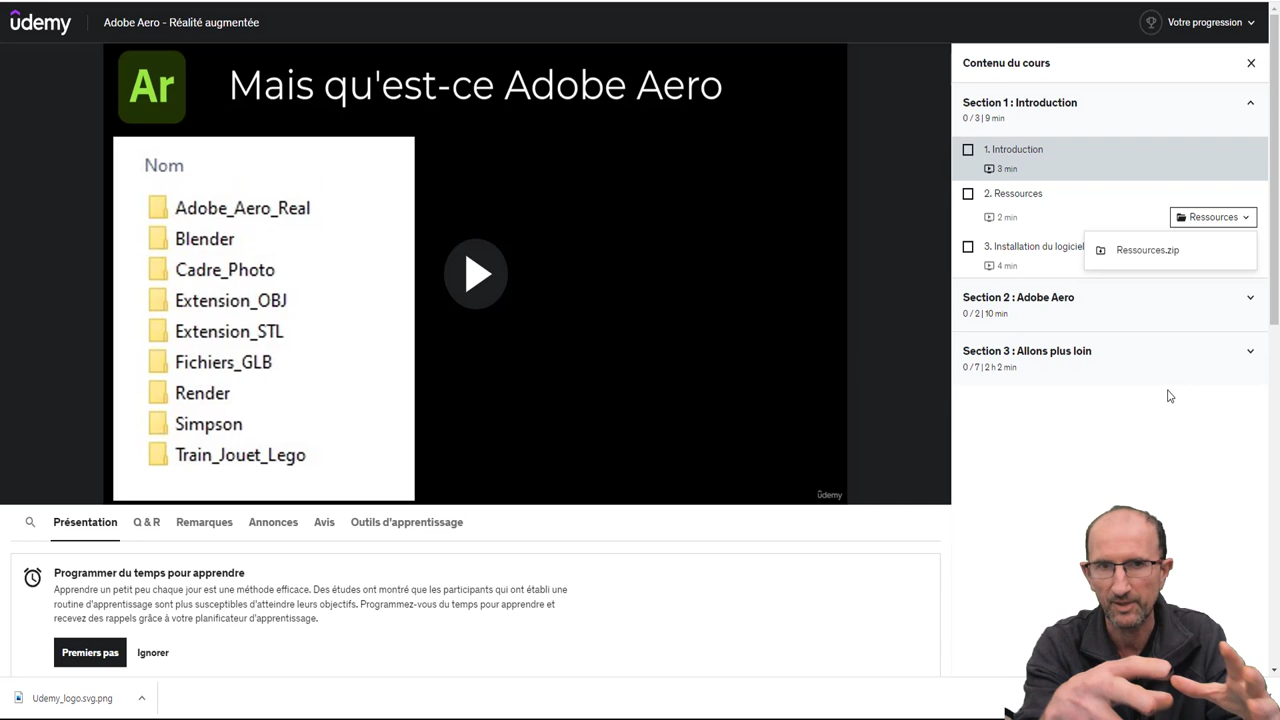 ûdemy
Adobe Aero - Réalité augmentée
Votre progression
Ar
Mais qu'est-ce Adobe Aero
Nom
Adobe_Aero_Real
Blender
Cadre_Photo
Extension_OBJ
Extension_STL
Fichiers_GLB
Render
Simpson
Train_Jouet_Lego
ûdemy
Contenu du cours
Section 1 : Introduction
0 / 3 | 9 min
1. Introduction
3 min
2. Ressources
2 min
Ressources
Ressources.zip
3. Installation du logiciel
4 min
Section 2 : Adobe Aero
0 / 2 | 10 min
Section 3 : Allons plus loin
0 / 7 | 2 h 2 min
Présentation
Q & R
Remarques
Annonces
Avis
Outils d'apprentissage
Programmer du temps pour apprendre
Apprendre un petit peu chaque jour est une méthode efficace. Des études ont montré que les participants qui ont établi une
routine d'apprentissage sont plus susceptibles d'atteindre leurs objectifs. Programmez-vous du temps pour apprendre et
recevez des rappels grâce à votre planificateur d'apprentissage.
Premiers pas
Ignorer
Udemy_logo.svg.png